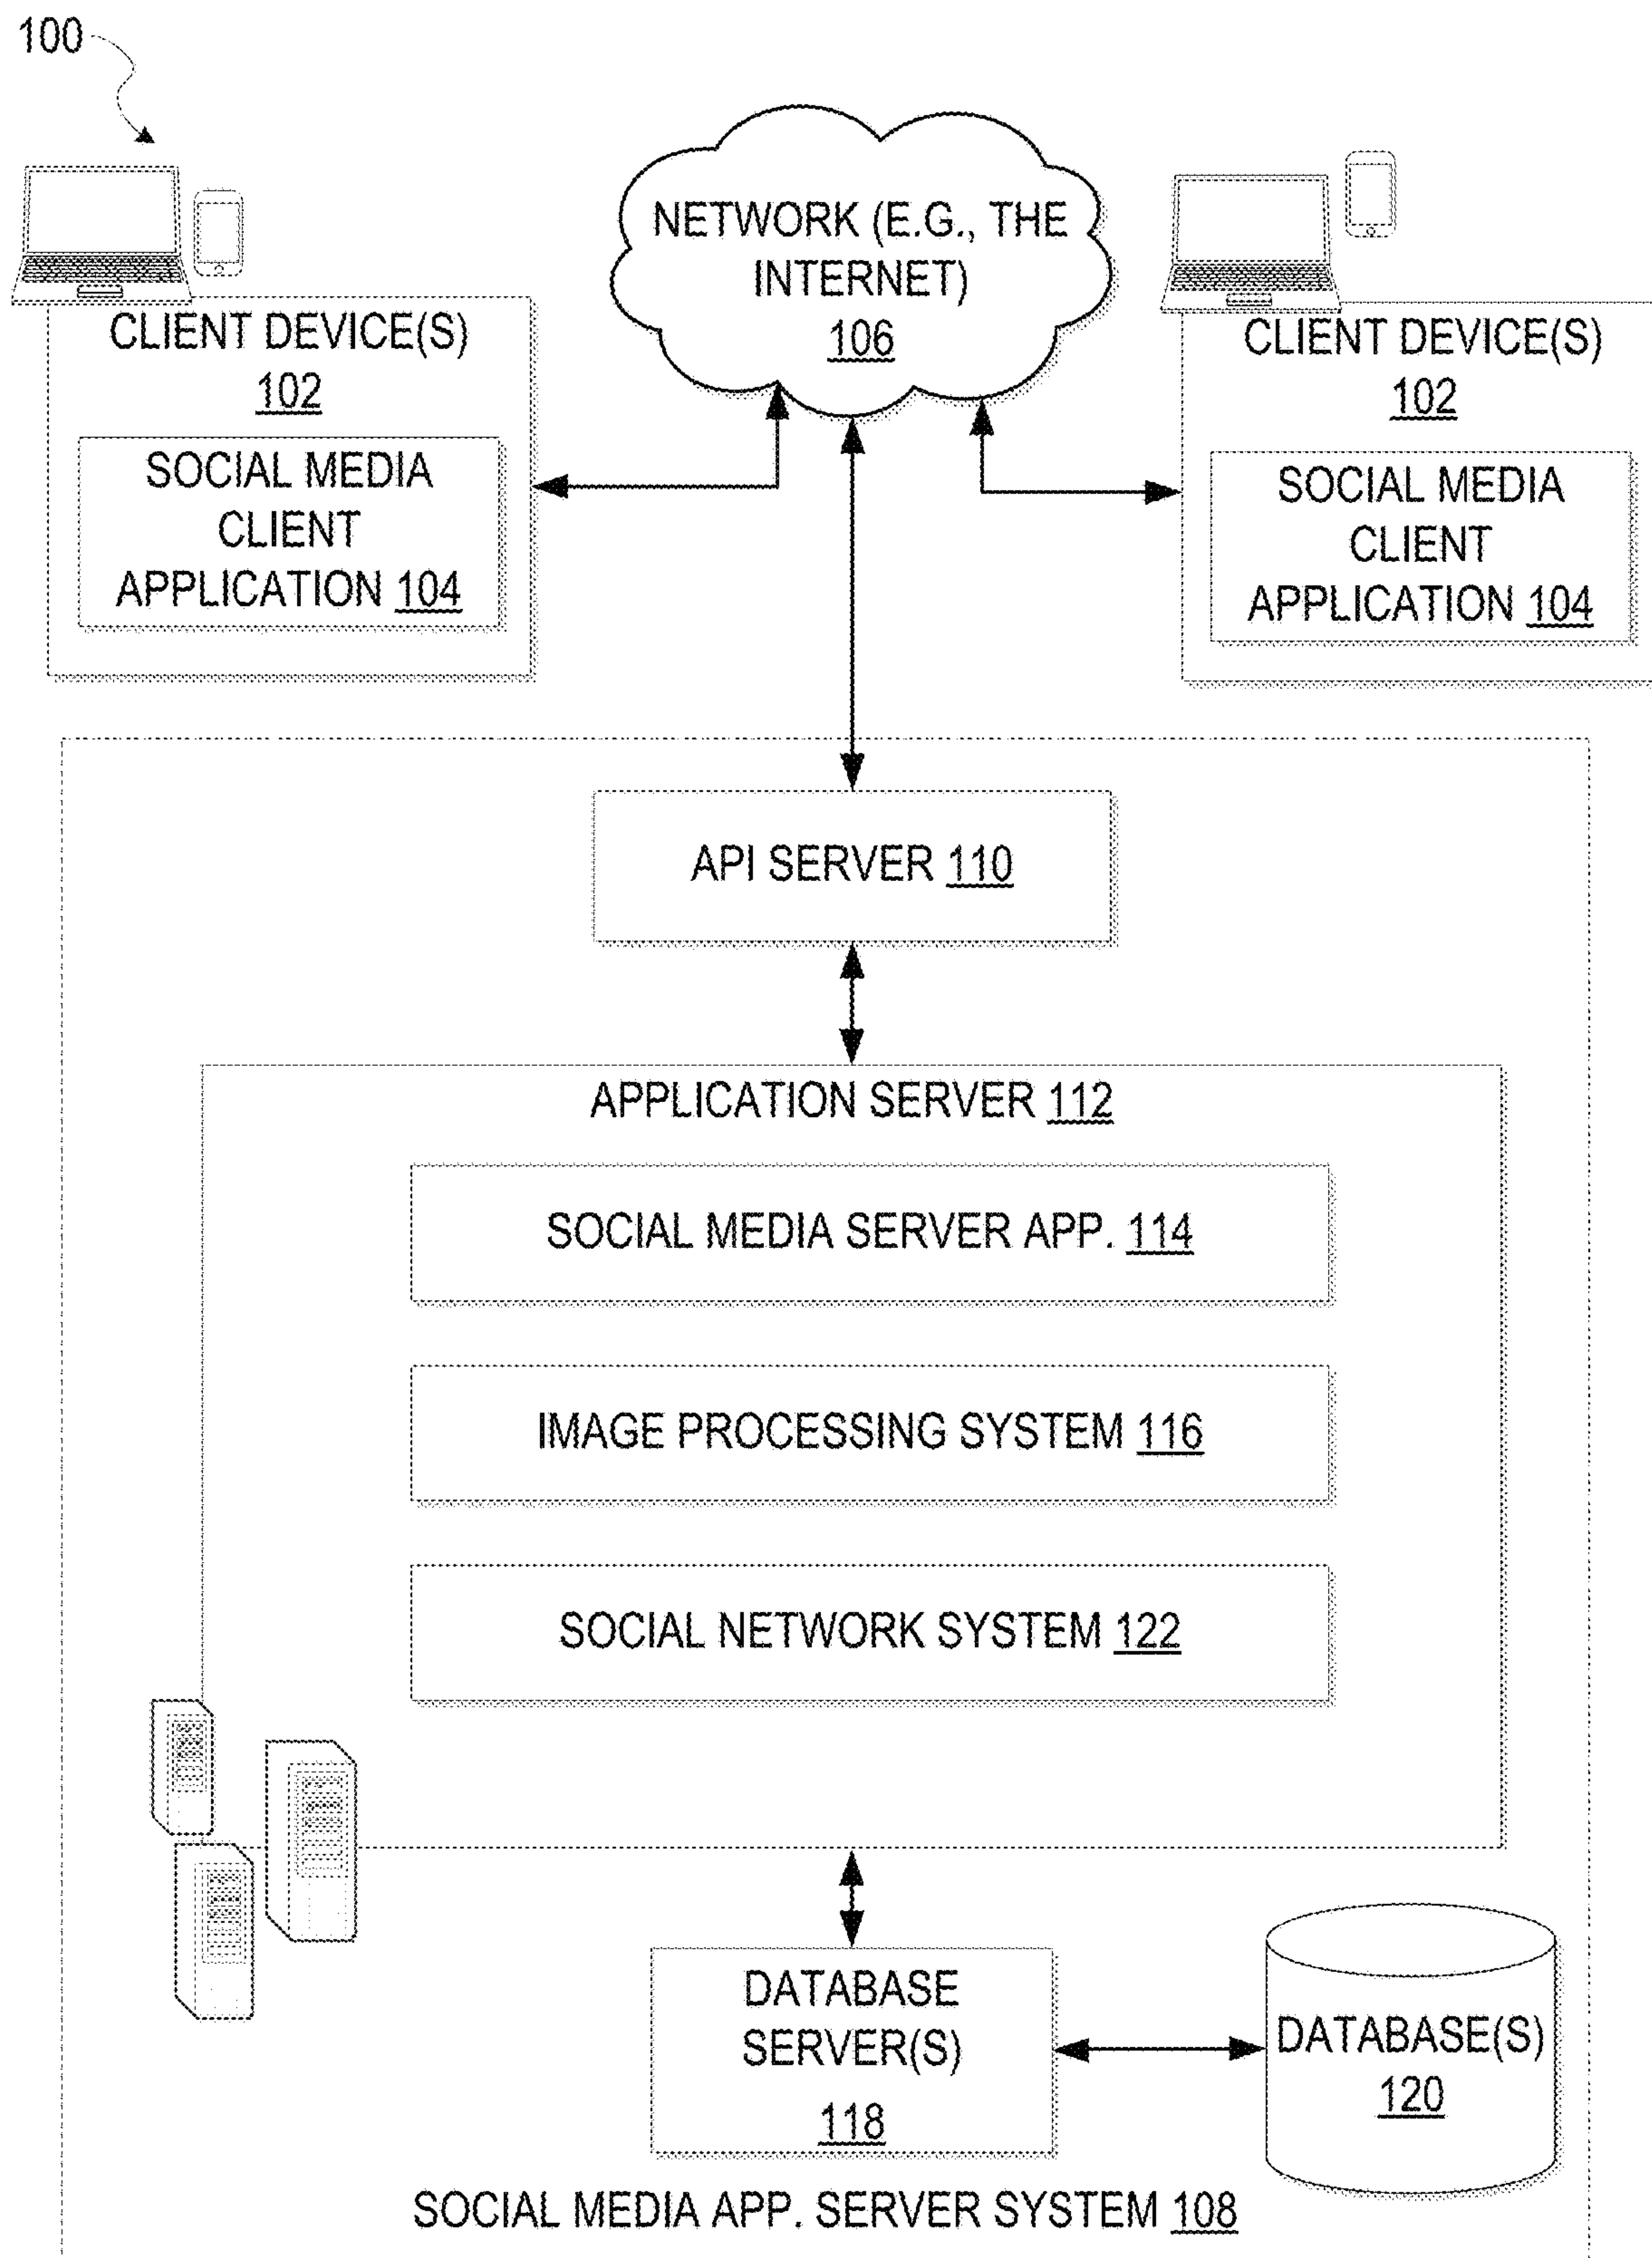 100
NETWORK (E.G., THE
INTERNET)
106
CLIENT DEVICE(S)
102
SOCIAL MEDIA
CLIENT
APPLICATION 104
CLIENT DEVICE(S)
102
SOCIAL MEDIA
CLIENT
APPLICATION 104
API SERVER 110
APPLICATION SERVER 112
SOCIAL MEDIA SERVER APP. 114
IMAGE PROCESSING SYSTEM 116
SOCIAL NETWORK SYSTEM 122
DATABASE
SERVER(S)
118
DATABASE(S)
120
SOCIAL MEDIA APP. SERVER SYSTEM 108